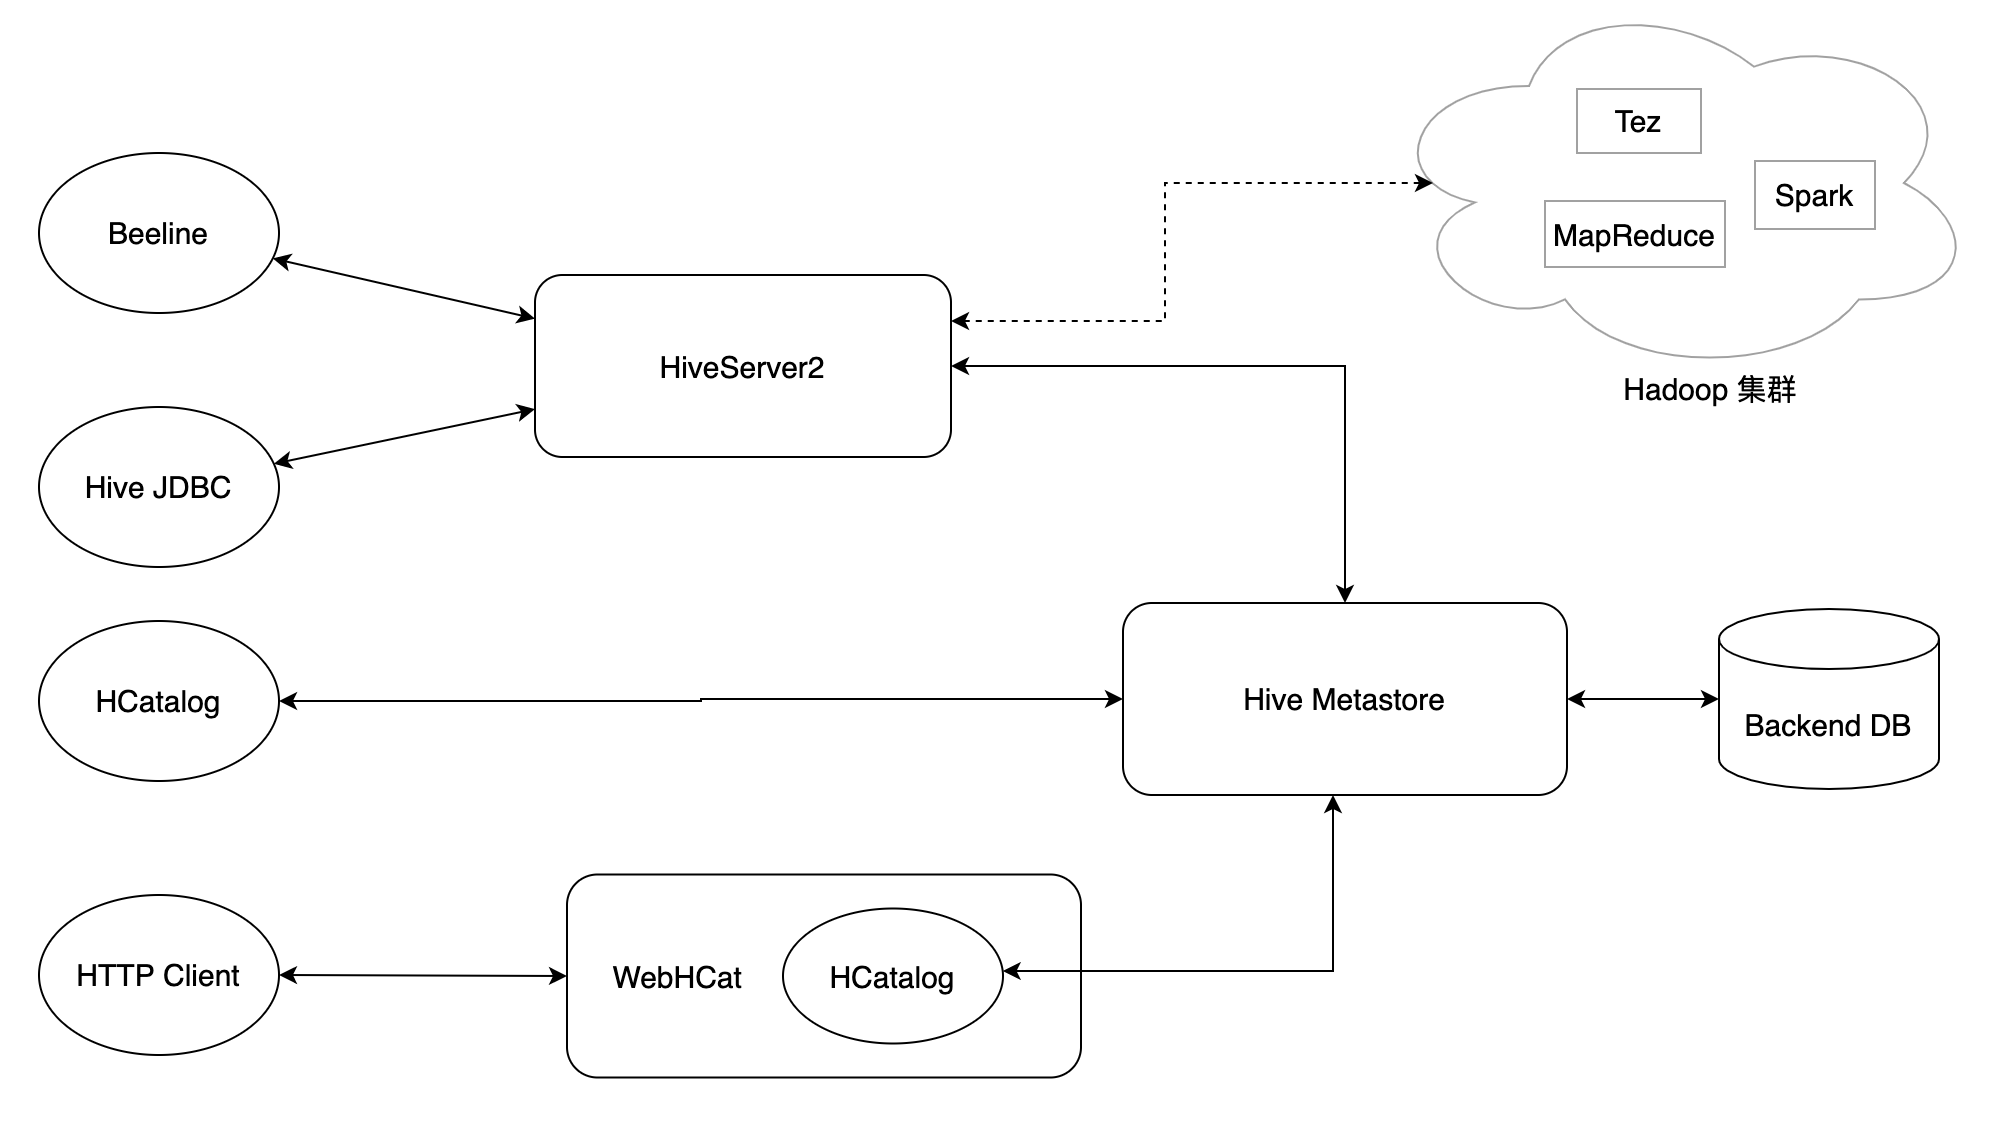 Tez
Spark
Beeline
MapReduce
HiveServer2
Hadoop 集群
Hive JDBC
HCatalog
Hive Metastore
Backend DB
HTTP Client
WebHCat
HCatalog